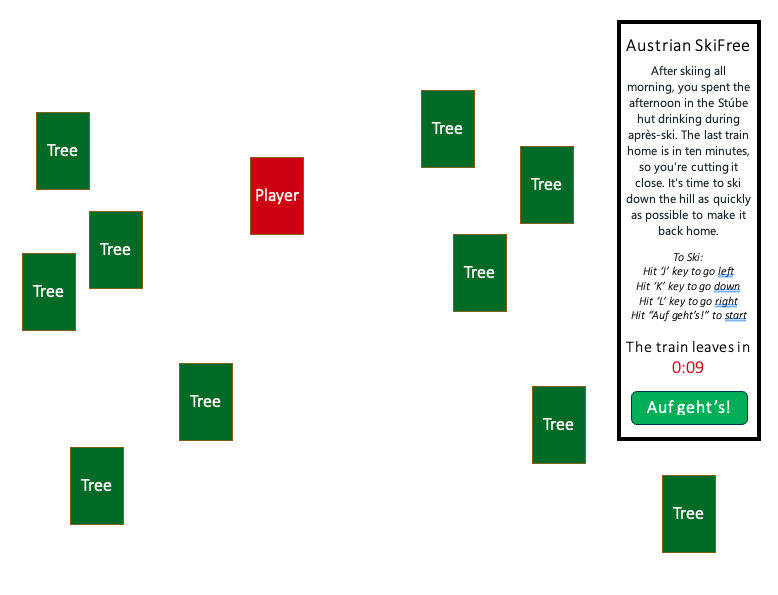 Austrian SkiFree
After skiing all
morning, you spent the
afternoon in the Stúbe
hut drinking during
après-ski. The last train
home is in ten minutes,
so you're cutting it
close. It's time to ski
down the hill as quickly
as possible to make it
back home.
To Ski:
Hit ‘J’ key to go left
Hit ‘K’ key to go down
Hit ‘L’ key to go right
Hit “Auf geht’s!” to start
The train leaves in
0:09
Auf geht’s!
Tree
Tree
Tree
Tree
Player
Tree
Tree
Tree
Tree
Tree
Tree
Tree